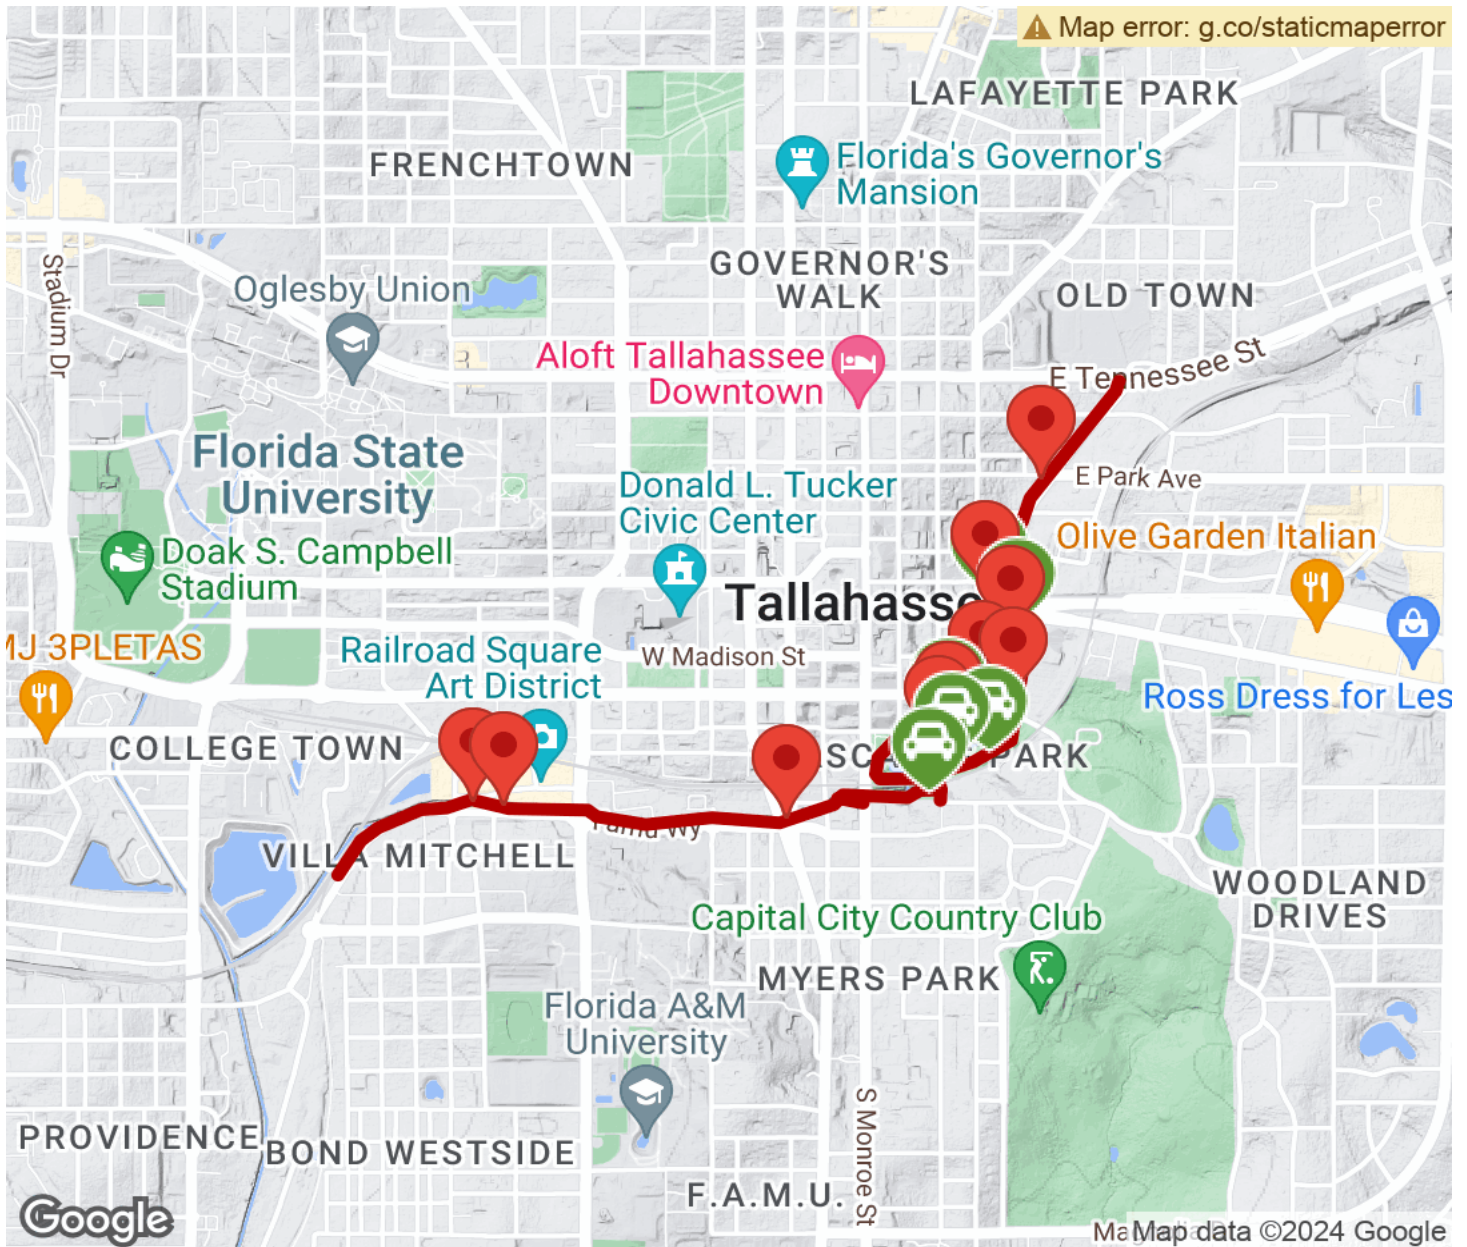 Map error: g.co/staticmaperror
LAFAYETTE PARK
FRENCHTOWN
Florida's Governor's
Mansion
GOVERNOR'S
WALK
OLD TOWN
Stadium Dr
Oglesby Union
Aloft Tallahassee
Downtown
E Tennessee St
Florida State
University
E Park Ave
Donald L. Tucker
Civic Center
Olive Garden Italian
Doak S. Campbell
Stadium
Tallahasse
MJ 3PLETAS
Railroad Square
Art District
W Madison St
Ross Dress for Les
COLLEGE TOWN
PARK
VILLA MITCHELL
Wy
WOODLAND
DRIVES
Capital City Country Club
MYERS PARK
Florida A&M
University
S Monroe St
PROVIDENCE
BOND WESTSIDE
F.A.M.U.
Google
Map data ©2024 Google